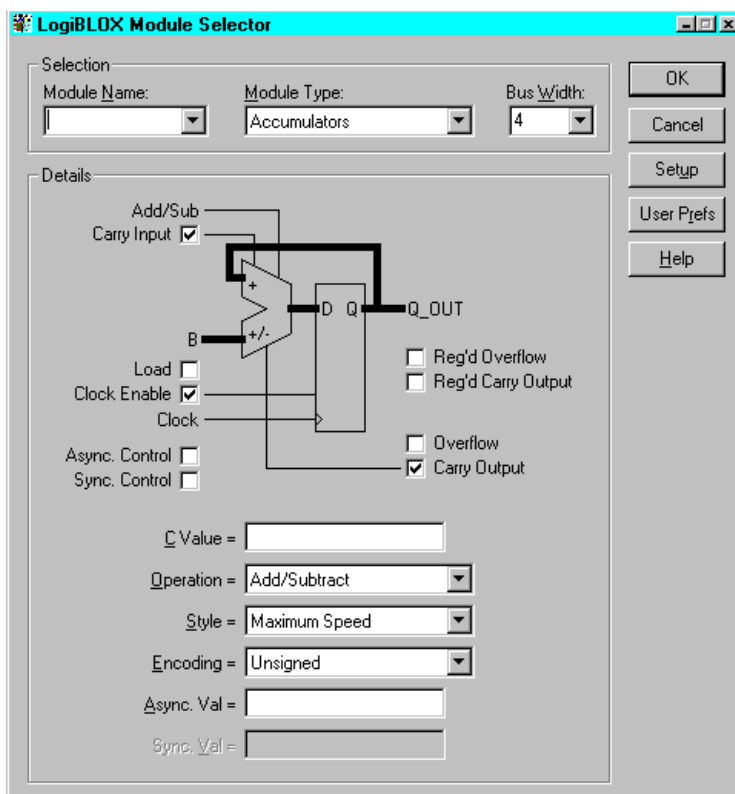 LogiBLOX Module Selector
Selection
Module Name:
Module Type:
Bus Width:
Accumulators
4
OK
Cancel
Setup
User Prefs
Help
Details
Add/Sub
Carry Input
+
D Q
Q_OUT
B
+/-
Load
Clock Enable
Clock
Async. Control
Sync. Control
Reg'd Overflow
Reg'd Carry Output
Overflow
Carry Output
C Value =
Operation = Add/Subtract
Style = Maximum Speed
Encoding = Unsigned
Async. Val =
Sync. Val =